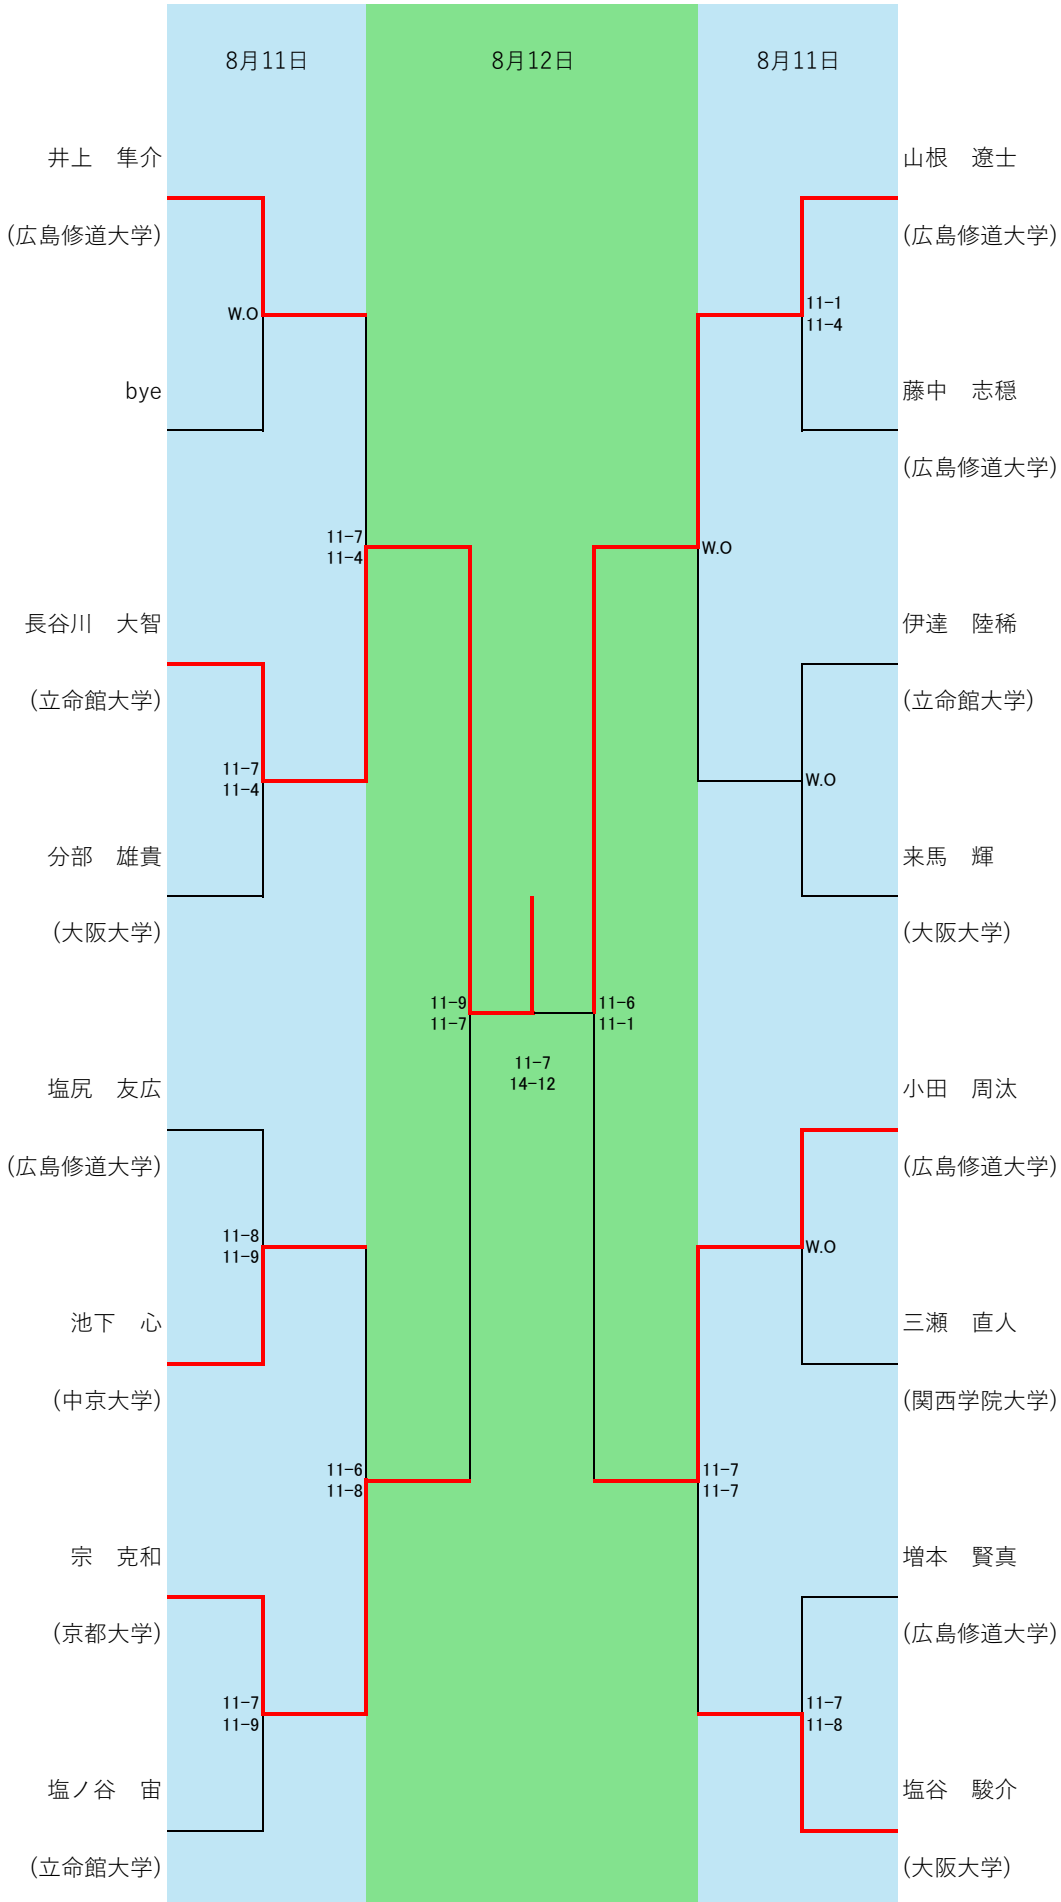 8月11日
8月12日
8月11日
井上　隼介
(広島修道大学)
W.O
bye
11-7
11-4
長谷川　大智
(立命館大学)
11-7
11-4
分部　雄貴
(大阪大学)
11-9
11-7
塩尻　友広
(広島修道大学)
11-8
11-9
池下　心
(中京大学)
11-6
11-8
宗　克和
(京都大学)
11-7
11-9
塩ノ谷　宙
(立命館大学)
11-7
14-12
山根　遼士
(広島修道大学)
11-1
11-4
藤中　志穏
(広島修道大学)
W.O
伊達　陸稀
(立命館大学)
W.O
来馬　輝
(大阪大学)
11-6
11-1
小田　周汰
(広島修道大学)
W.O
三瀬　直人
(関西学院大学)
11-7
11-7
増本　賢真
(広島修道大学)
11-7
11-8
塩谷　駿介
(大阪大学)